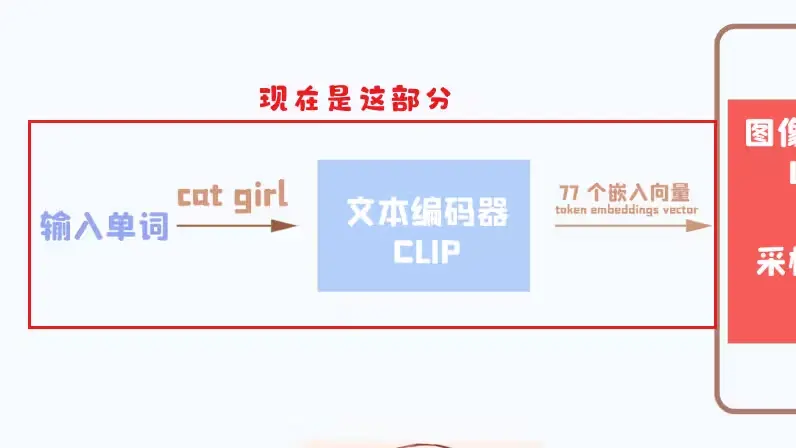 现在是这部分
输入单词
cat girl
文本编码器
CLIP
77 个嵌入向量
token embeddings vector
图像
采